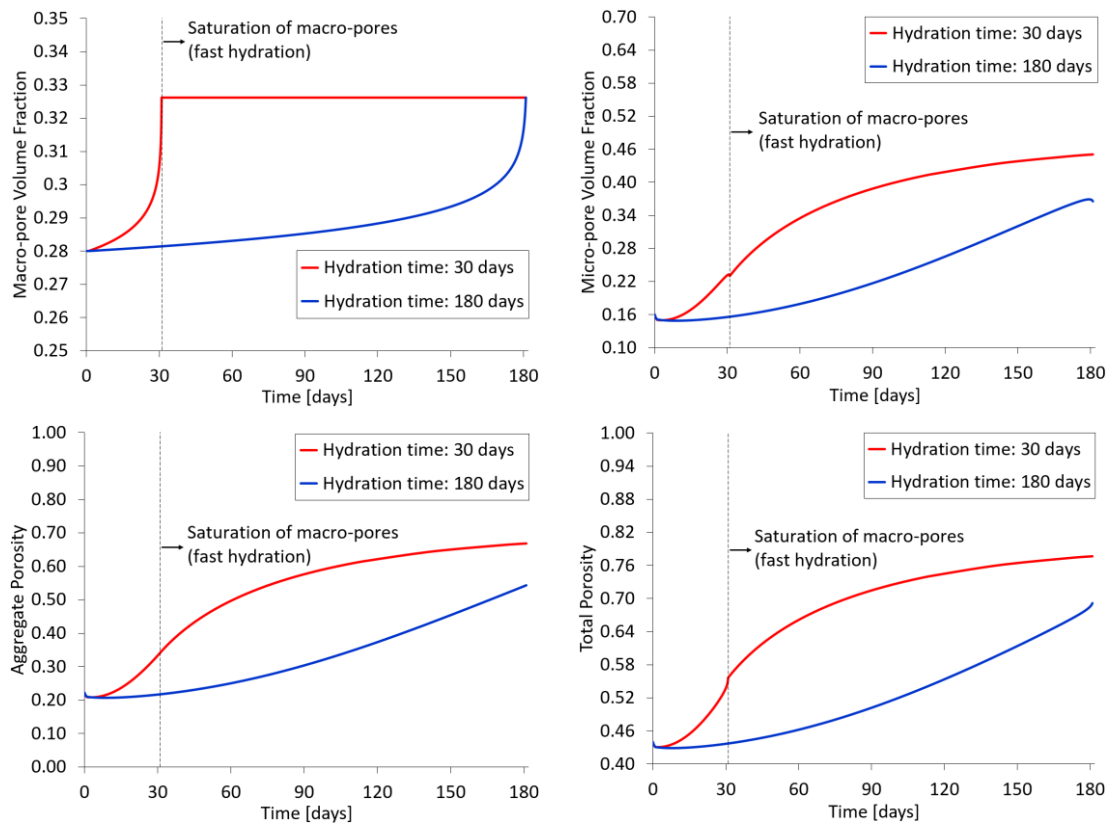 Macro-pore Volume Fraction
0.35
0.34
0.33
0.32
0.31
0.3
0.29
0.28
0.27
0.26
0.25
Saturation of macro-pores
(fast hydration)
Hydration time: 30 days
Hydration time: 180 days
0 30 60 90 120 150 180
Time [days]
Micro-pore Volume Fraction
0.70
0.64
0.58
0.52
0.46
0.40
0.34
0.28
0.22
0.16
0.10
Hydration time: 30 days
Hydration time: 180 days
Saturation of macro-pores
(fast hydration)
0 30 60 90 120 150 180
Time [days]
Aggregate Porosity
1.00
0.90
0.80
0.70
0.60
0.50
0.40
0.30
0.20
0.10
0.00
Hydration time: 30 days
Hydration time: 180 days
Saturation of macro-pores
(fast hydration)
0 30 60 90 120 150 180
Time [days]
Total Porosity
1.00
0.94
0.88
0.82
0.76
0.70
0.64
0.58
0.52
0.46
0.40
Hydration time: 30 days
Hydration time: 180 days
Saturation of macro-pores
(fast hydration)
0 30 60 90 120 150 180
Time [days]